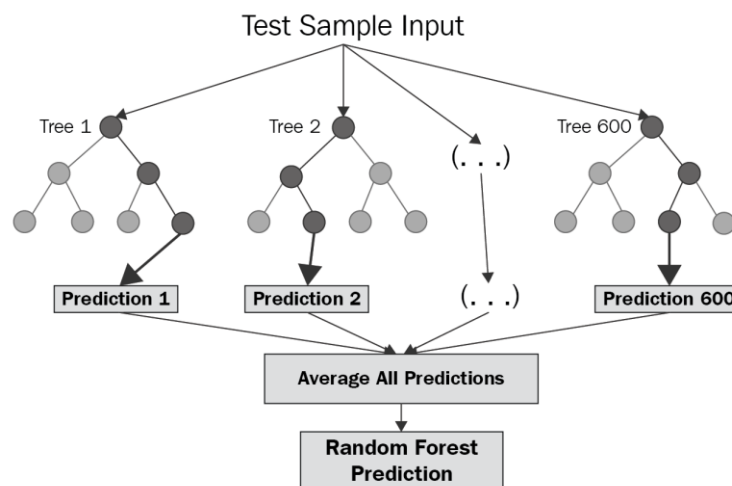 Test Sample Input
Tree 1
Tree 2
Tree 600
(. . .)
Prediction 1
Prediction 2
(. . .)
Prediction 600
Average All Predictions
Random Forest
Prediction